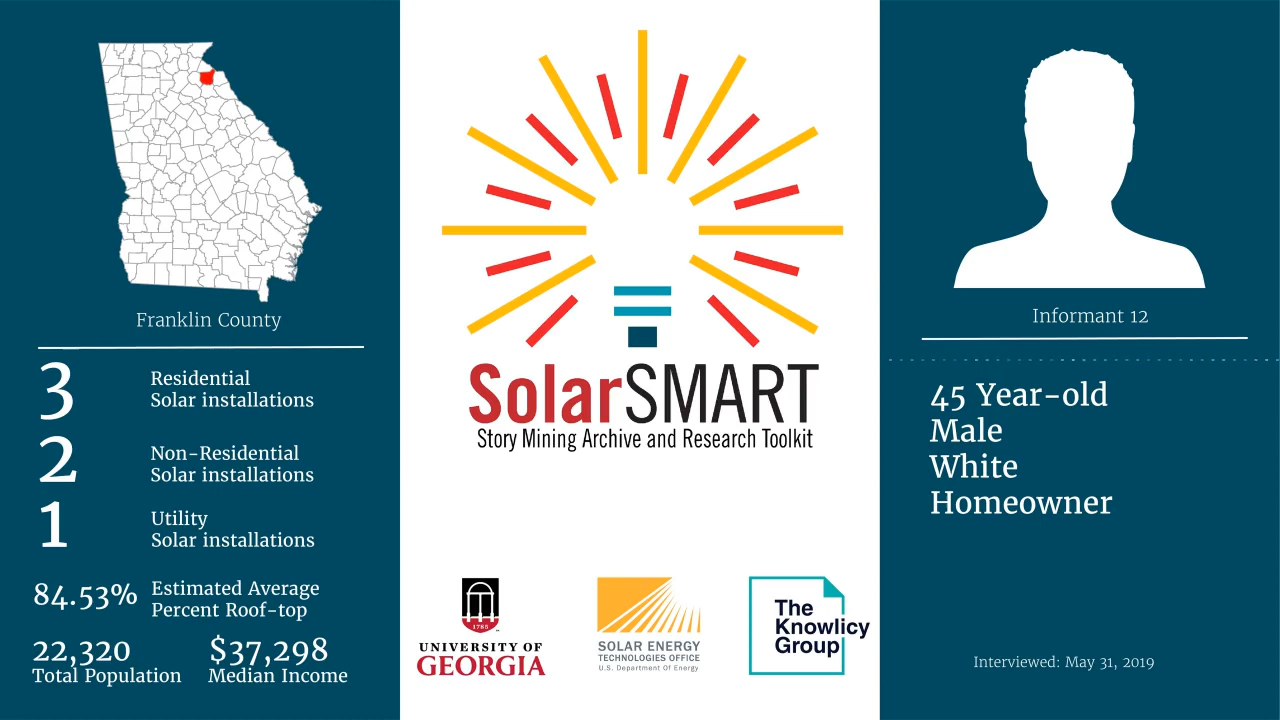 Franklin County
3
Residential
Solar installations
2
Non-Residential
Solar installations
1
Utility
Solar installations
84.53%
Estimated Average
Percent Roof-top
22,320
Total Population
$37,298
Median Income
SolarSMART
Story Mining Archive and Research Toolkit
1785
UNIVERSITY OF
GEORGIA
SOLAR ENERGY
TECHNOLOGIES OFFICE
U.S. Department Of Energy
The
Knowlicy
Group
Informant 12
45 Year-old
Male
White
Homeowner
Interviewed: May 31, 2019